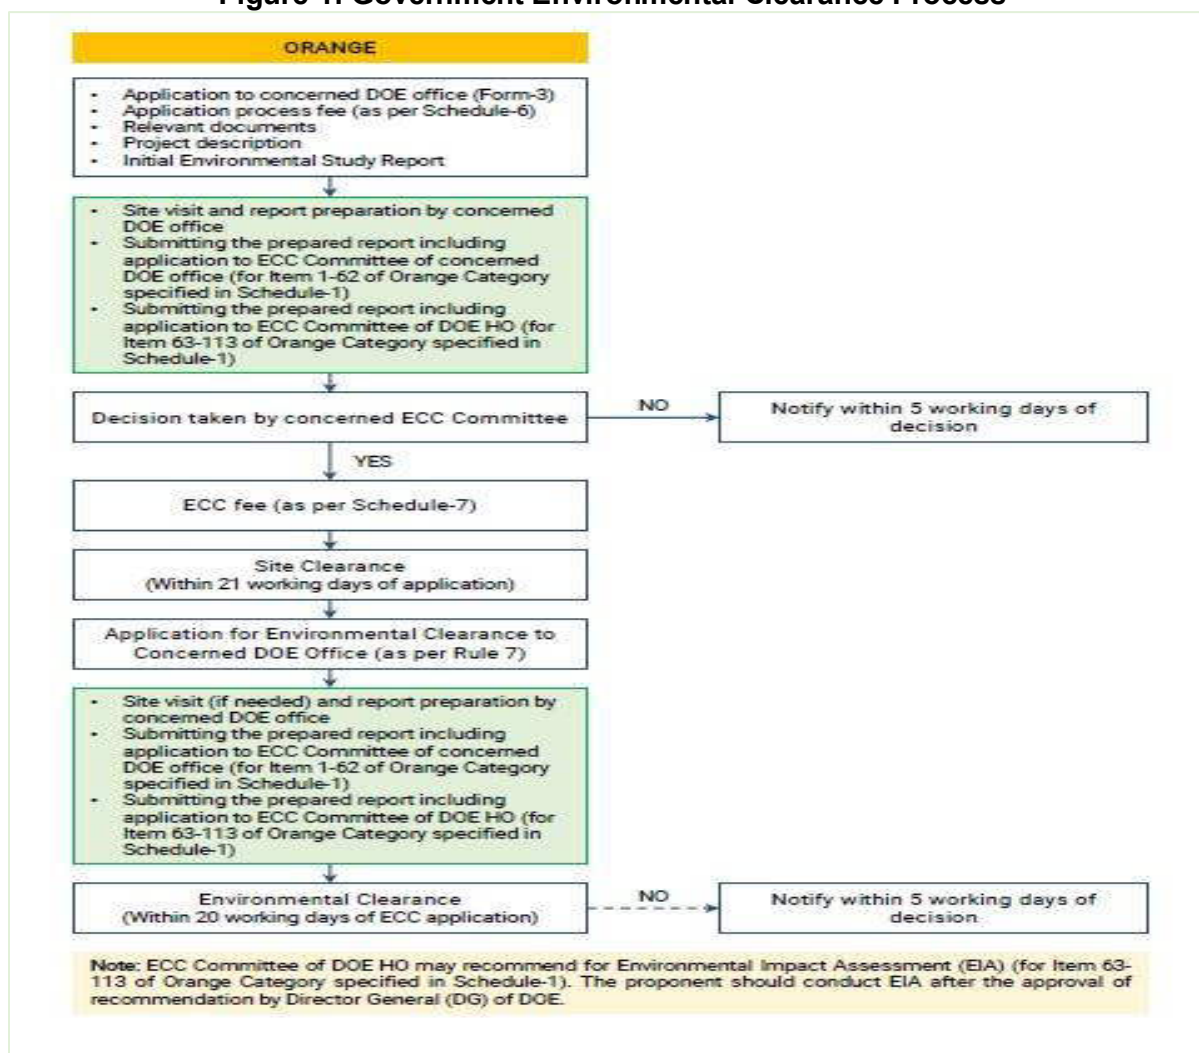 Figure 1: Government Environmental Clearance Process
ORANGE
• Application to concerned DOE office (Form-3)
• Application process fee (as per Schedule-6)
• Relevant documents
• Project description
• Initial Environmental Study Report
• Site visit and report preparation by concerned
DOE office
• Submitting the prepared report including
application to ECC Committee of concerned
DOE office (for Item 1-62 of Orange Category
specified in Schedule-1)
• Submitting the prepared report including
application to ECC Committee of DOE HO (for
Item 63-113 of Orange Category specified in
Schedule-1)
Decision taken by concerned ECC Committee
NO
Notify within 5 working days of
decision
YES
ECC fee (as per Schedule-7)
Site Clearance
(Within 21 working days of application)
Application for Environmental Clearance to
Concerned DOE Office (as per Rule 7)
• Site visit (if needed) and report preparation by
concerned DOE office
• Submitting the prepared report including
application to ECC Committee of concerned
DOE office (for Item 1-62 of Orange Category
specified in Schedule-1)
• Submitting the prepared report including
application to ECC Committee of DOE HO (for
Item 63-113 of Orange Category specified in
Schedule-1)
Environmental Clearance
(Within 20 working days of ECC application)
NO
Notify within 5 working days of
decision
Note: ECC Committee of DOE HO may recommend for Environmental Impact Assessment (EIA) (for Item 63-
113 of Orange Category specified in Schedule-1). The proponent should conduct EIA after the approval of
recommendation by Director General (DG) of DOE.